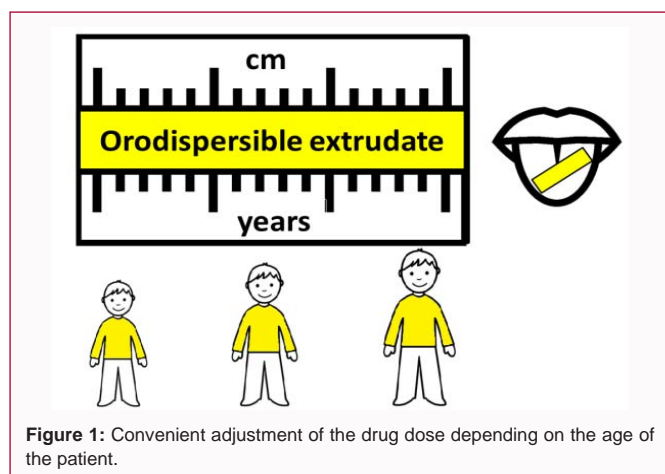 cm
Orodispersible extrudate
years
Figure 1: Convenient adjustment of the drug dose depending on the age of
the patient.